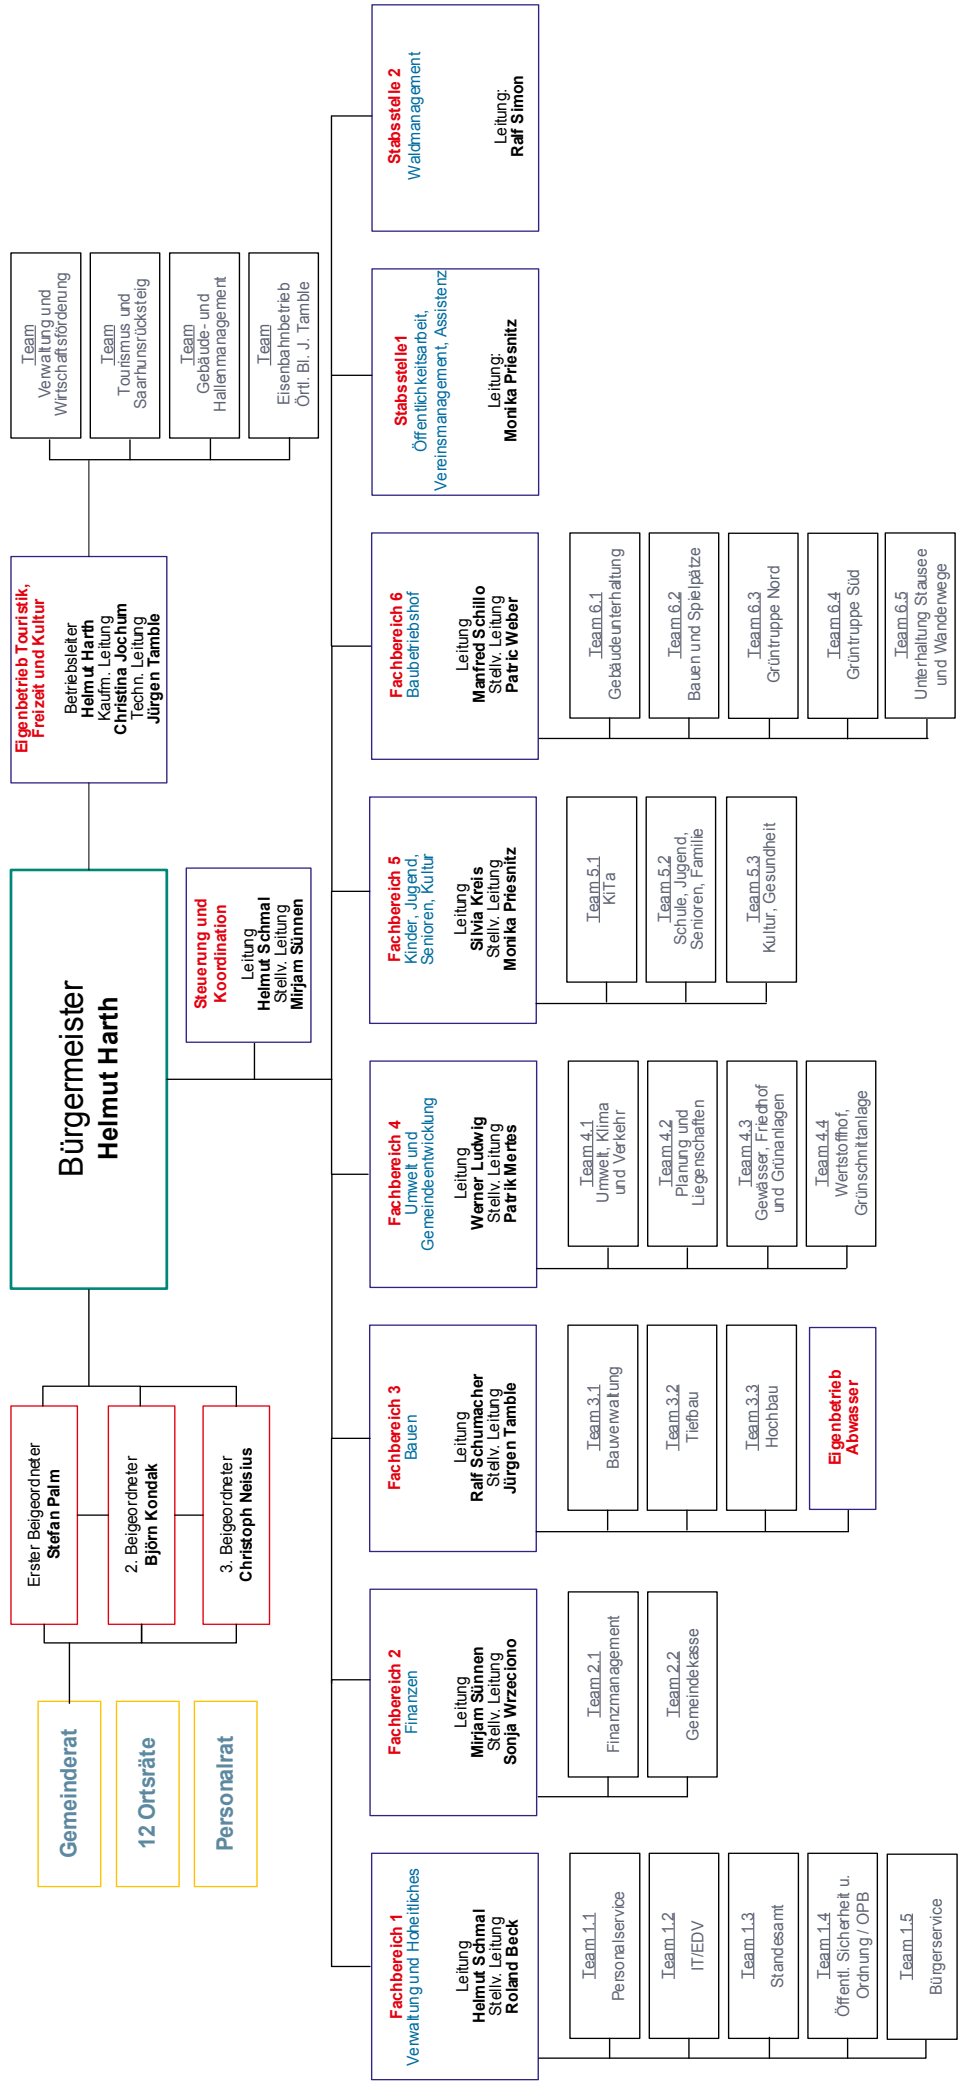 Gemeinderat
12 Ortsräte
Personalrat
Erster Beigeordneter
Stefan Palm
2. Beigeordneter
Björn Kondak
3. Beigeordneter
Christoph Neisius
Bürgermeister
Helmut Harth
Steuerung und
Koordination
Leitung
Helmut Schmal
Stellv. Leitung
Mirjam Sünnen
Eigenbetrieb Touristik,
Freizeit und Kultur
Betriebsleiter
Helmut Harth
Kaufm. Leitung
Christina Jochum
Techn. Leitung
Jürgen Tamble
Team
Verwaltung und
Wirtschaftsförderung
Team
Tourismus und
Saarhunsrücksteig
Team
Gebäude- und
Hallenmanagement
Team
Eisenbahnbetrieb
Örtl. Bl. J. Tamble
Fachbereich 1
Verwaltung und Hoheitliches
Leitung
Helmut Schmal
Stellv. Leitung
Roland Beck
Team 1.1
Personalservice
Team 1.2
IT/EDV
Team 1.3
Standesamt
Team 1.4
Öffentl. Sicherheit u.
Ordnung / OPB
Team 1.5
Bürgerservice
Fachbereich 2
Finanzen
Leitung
Mirjam Sünnen
Stellv. Leitung
Sonja Wrzeciono
Team 2.1
Finanzmanagement
Team 2.2
Gemeindekasse
Fachbereich 3
Bauen
Leitung
Ralf Schumacher
Stellv. Leitung
Jürgen Tamble
Team 3.1
Bauverwaltung
Team 3.2
Tiefbau
Team 3.3
Hochbau
Eigenbetrieb
Abwasser
Fachbereich 4
Umwelt und
Gemeindeentwicklung
Leitung
Werner Ludwig
Stellv. Leitung
Patrik Mertes
Team 4.1
Umwelt, Klima
und Verkehr
Team 4.2
Planung und
Liegenschaften
Team 4.3
Gewässer, Friedhof
und Grünanlagen
Team 4.4
Wertstoffhof,
Grünschnittanlage
Fachbereich 5
Kinder, Jugend,
Senioren, Kultur
Leitung
Silvia Kreis
Stellv. Leitung
Monika Priesnitz
Team 5.1
KiTa
Team 5.2
Schule, Jugend,
Senioren, Familie
Team 5.3
Kultur, Gesundheit
Fachbereich 6
Baubetriebshof
Leitung
Manfred Schillo
Stellv. Leitung
Patric Weber
Team 6.1
Gebäudeunterhaltung
Team 6.2
Bauen und Spielpätze
Team 6.3
Grüntruppe Nord
Team 6.4
Grüntruppe Süd
Team 6.5
Unterhaltung Stausee
und Wanderwege
Stabsstelle1
Öffentlichkeitsarbeit,
Vereinsmanagement, Assistenz
Leitung:
Monika Priesnitz
Stabsstelle 2
Waldmanagement
Leitung:
Ralf Simon